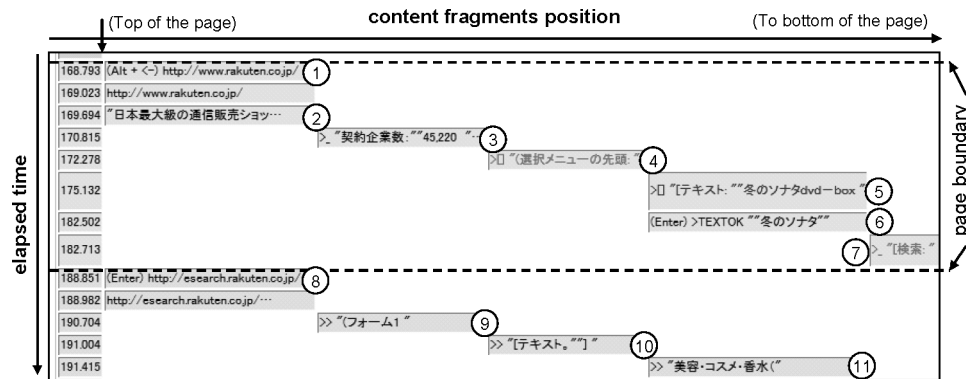 content fragments position
(Top of the page)
(To bottom of the page)
elapsed time
page boundary
168.793 (Alt + <-) http://www.rakuten.co.jp/ 1
169.023 http://www.rakuten.co.jp/
169.694 "日本最大級の通信販売ショッ… 2
170.815 >_ "契約企業数:""45,220 "… 3
172.278 >▯ "(選択メニューの先頭: " 4
175.132 >▯ "[テキスト: ""冬のソナタdvd-box " 5
182.502 (Enter) >TEXTOK ""冬のソナタ"" 6
182.713 7 >_ "[検索: "
188.851 (Enter) http://esearch.rakuten.co.jp/ 8
188.982 http://esearch.rakuten.co.jp/…
190.704 >> "(フォーム1 " 9
191.004 >> "[テキスト。""] " 10
191.415 >> "美容・コスメ・香水(" 11